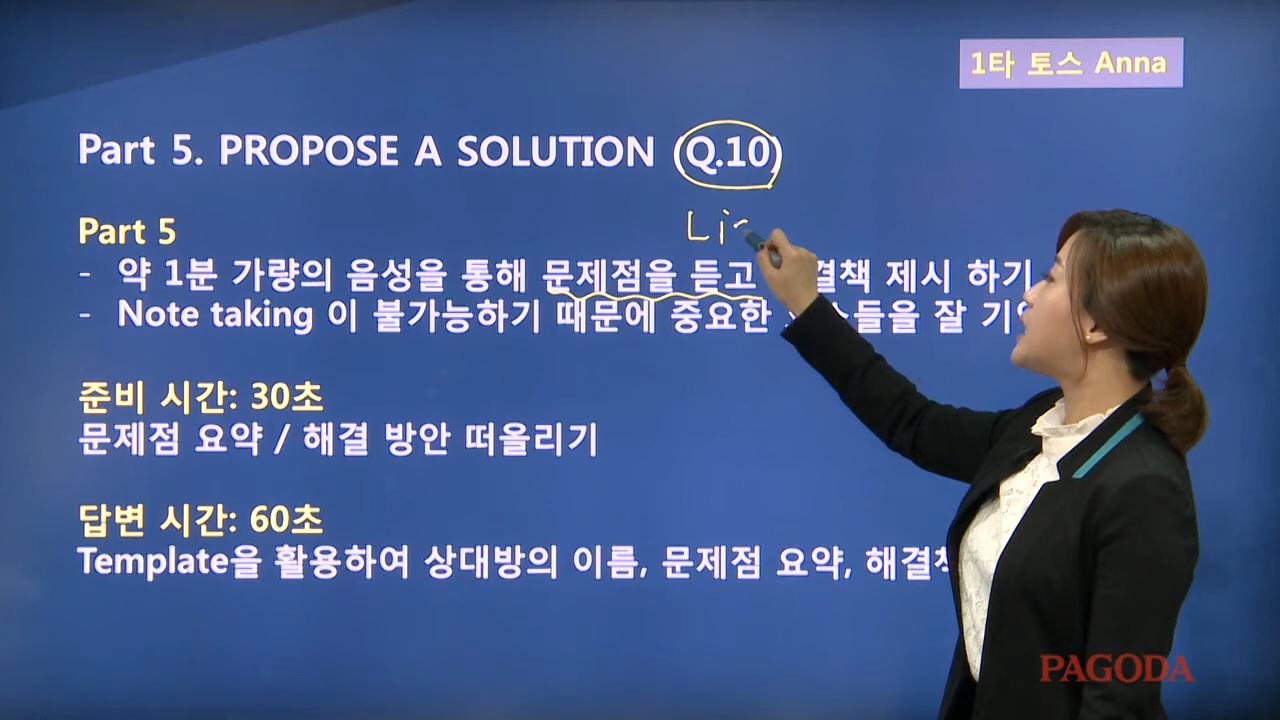 1타 토스 Anna
Part 5. PROPOSE A SOLUTION (Q.10)
Li
Part 5
- 약 1분 가량의 음성을 통해 문제점을 듣고 해결책 제시 하기
- Note taking 이 불가능하기 때문에 중요한 들을 잘
준비 시간: 30초
문제점 요약 / 해결 방안 떠올리기
답변 시간: 60초
Template을 활용하여 상대방의 이름, 문제점 요약, 해결책
PAGODA